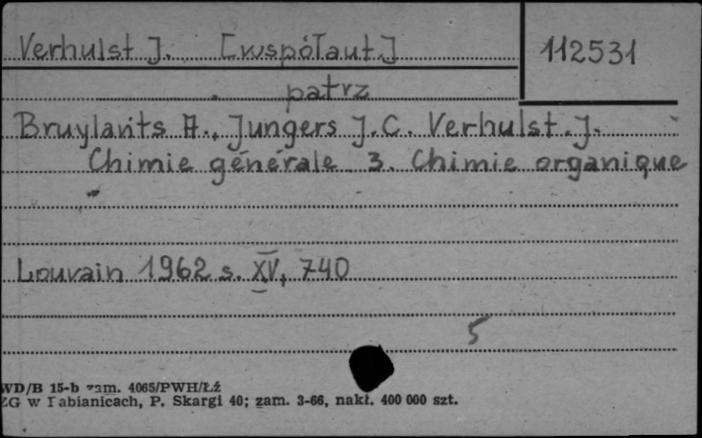 Verhulst J. [współaut.] 112531
patrz
Bruylants A., Jungers J.C. Verhulst J.
Chimie générale 3. Chimie organique
Louvain 1962 s. XV, 740
5
WD/B 15-b zam. 4065/PWH/Łž
ZG w Pabianicach, P. Skargi 40; zam. 3-66, nakł. 400 000 szt.